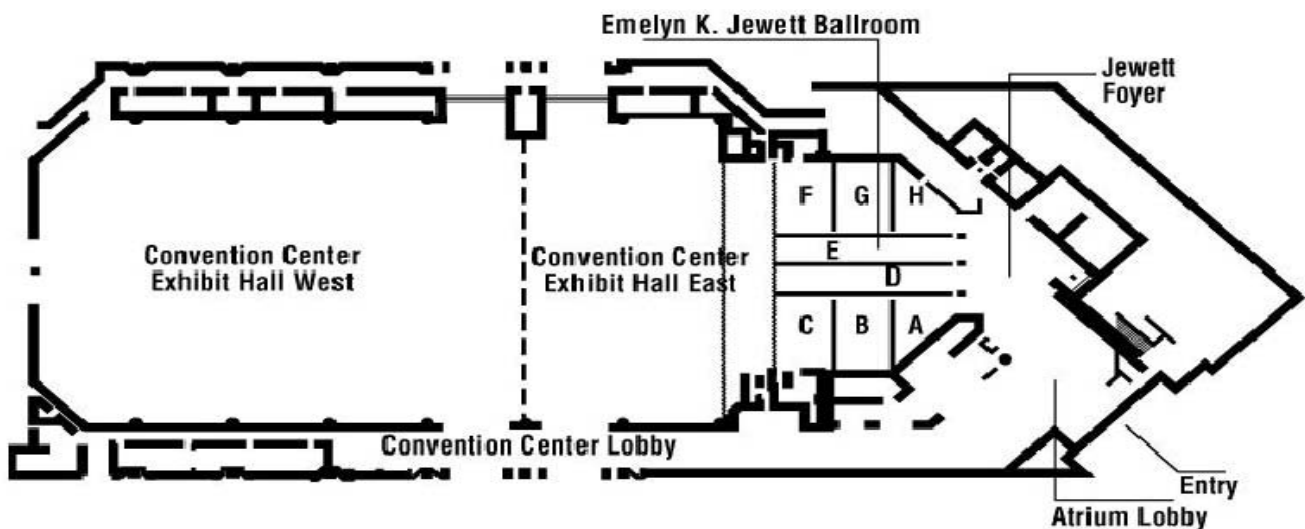 Emelyn K. Jewett Ballroom
Jewett
Foyer
F
G
H
Convention Center
Exhibit Hall West
Convention Center
Exhibit Hall East
E
D
C
B
A
Convention Center Lobby
Entry
Atrium Lobby